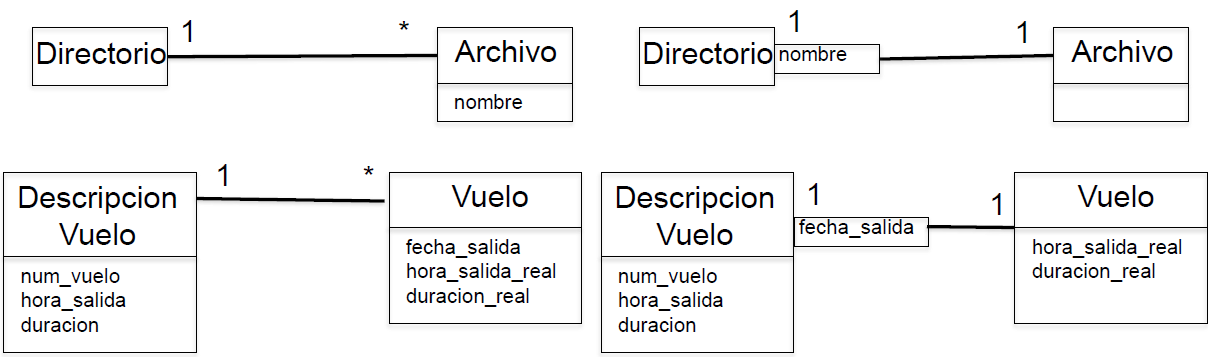 1
*
Directorio
Archivo
nombre
1
1
Directorio
nombre
Archivo
1
*
Descripcion
Vuelo
num_vuelo
hora_salida
duracion
Vuelo
fecha_salida
hora_salida_real
duracion_real
1
1
Descripcion
Vuelo
fecha_salida
num_vuelo
hora_salida
duracion
Vuelo
hora_salida_real
duracion_real